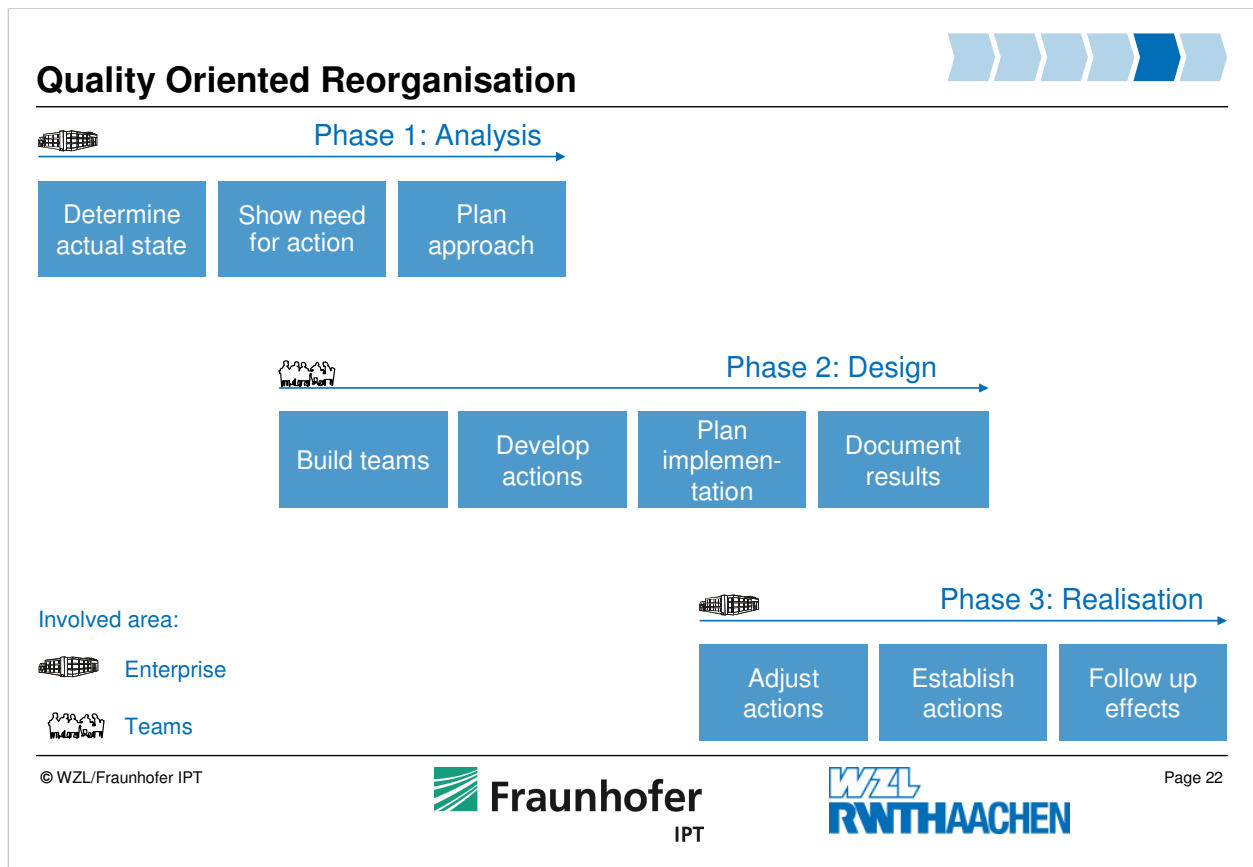 Quality Oriented Reorganisation
Phase 1: Analysis
Determine
actual state
Show need
for action
Plan
approach
Phase 2: Design
Build teams
Develop
actions
Plan
implemen-
tation
Document
results
Phase 3: Realisation
Adjust
actions
Establish
actions
Follow up
effects
Involved area:
Enterprise
Teams
© WZL/Fraunhofer IPT
Fraunhofer
IPT
WZL
RWTHAACHEN
Page 22